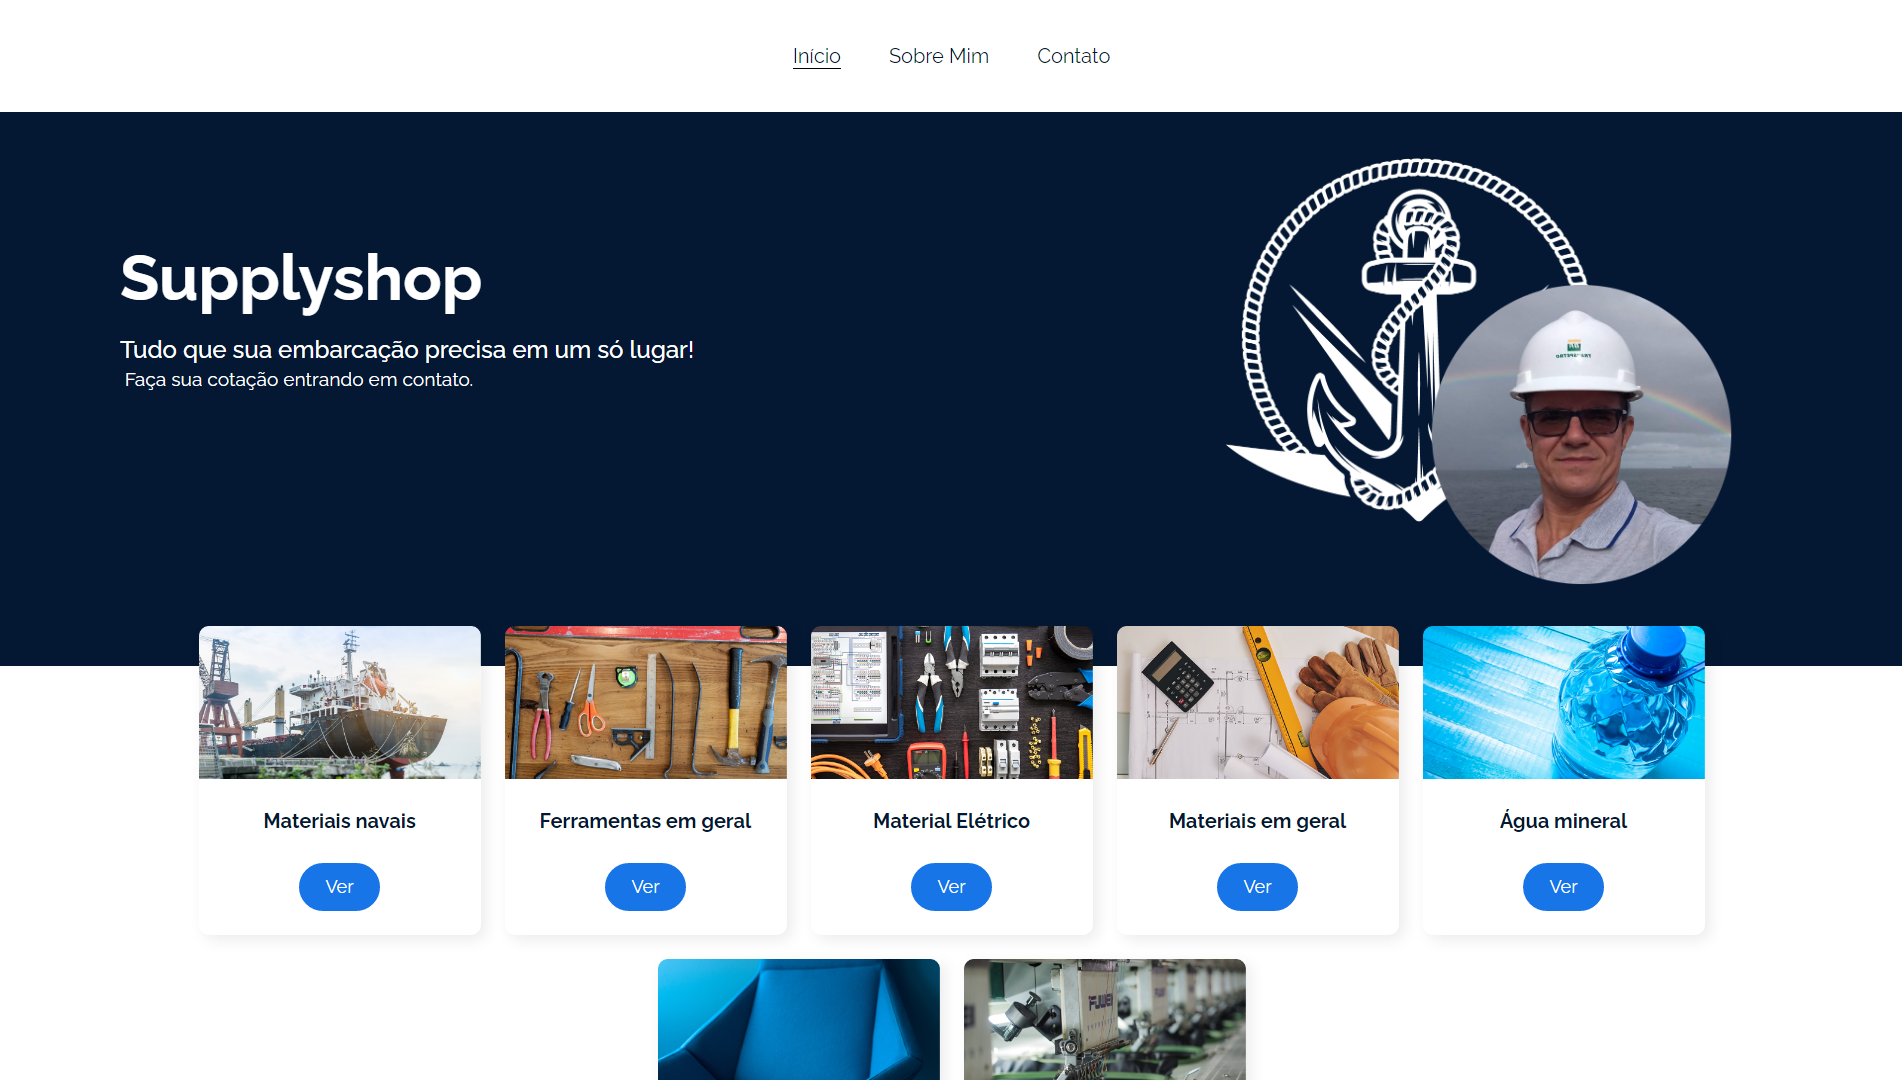 Início
Sobre Mim
Contato
Supplyshop
Tudo que sua embarcação precisa em um só lugar!
Faça sua cotação entrando em contato.
Materiais navais
Ferramentas em geral
Material Elétrico
Materiais em geral
Água mineral
Ver
Ver
Ver
Ver
Ver